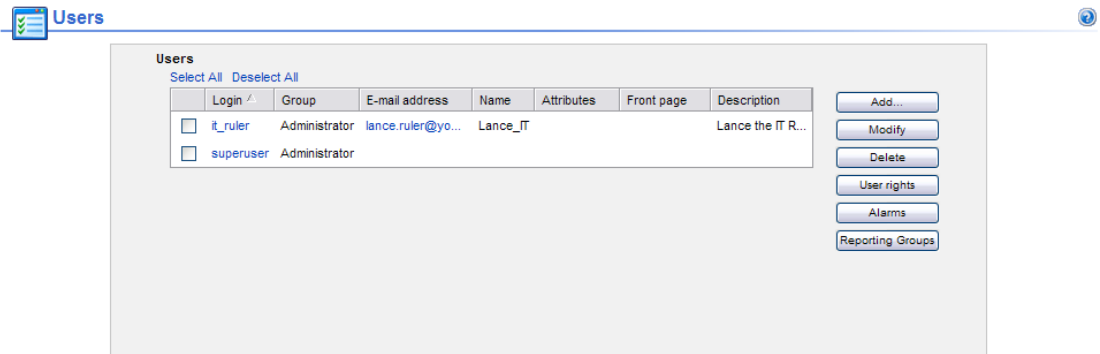 Users
Users
Select All Deselect All
Login Group E-mail address Name Attributes Front page Description
it_ruler Administrator lance.ruler@yo... Lance_IT Lance the IT R...
superuser Administrator
Add...
Modify
Delete
User rights
Alarms
Reporting Groups